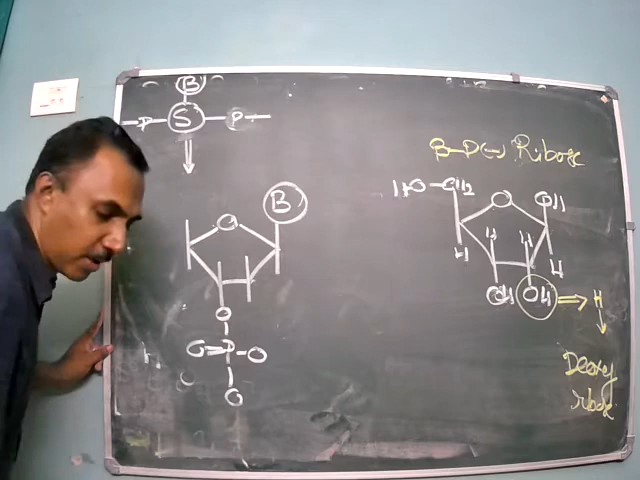 B
-P-S-P-
B
O
O
O=P-O
O
β-D(-) Ribose
HO-CH2 O OH
H H H H
OH OH ⇒ H
Deoxy
ribose